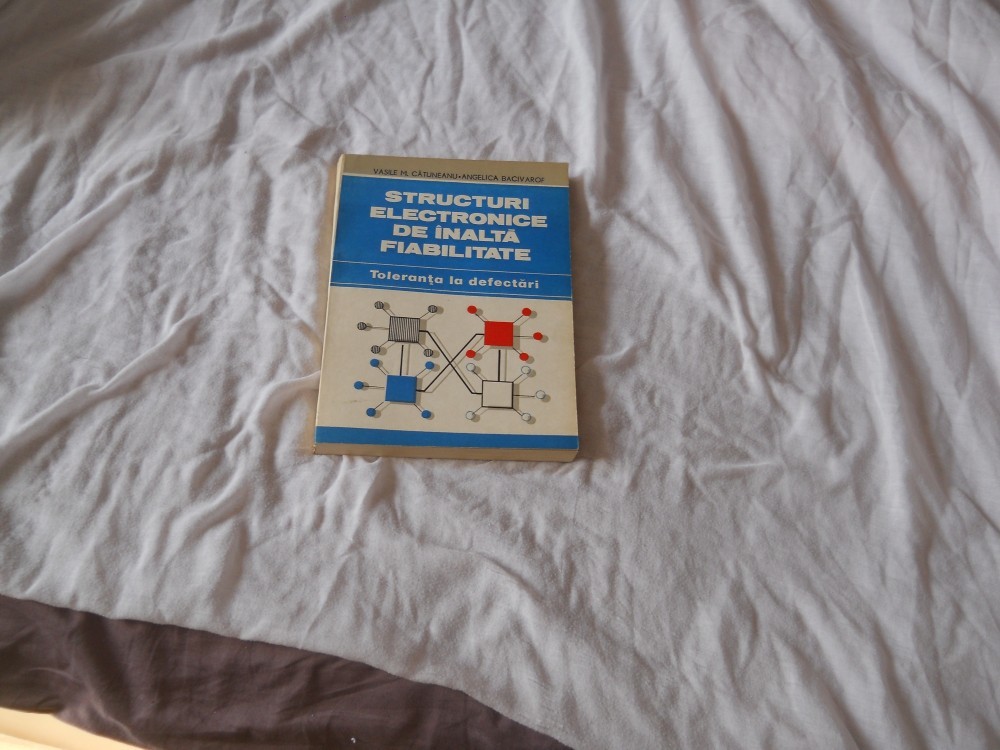 VASILE M. CĂTUNEANU • ANGELICA BACIVAROF
STRUCTURI
ELECTRONICE
DE ÎNALTĂ
FIABILITATE
Toleranța la defectări